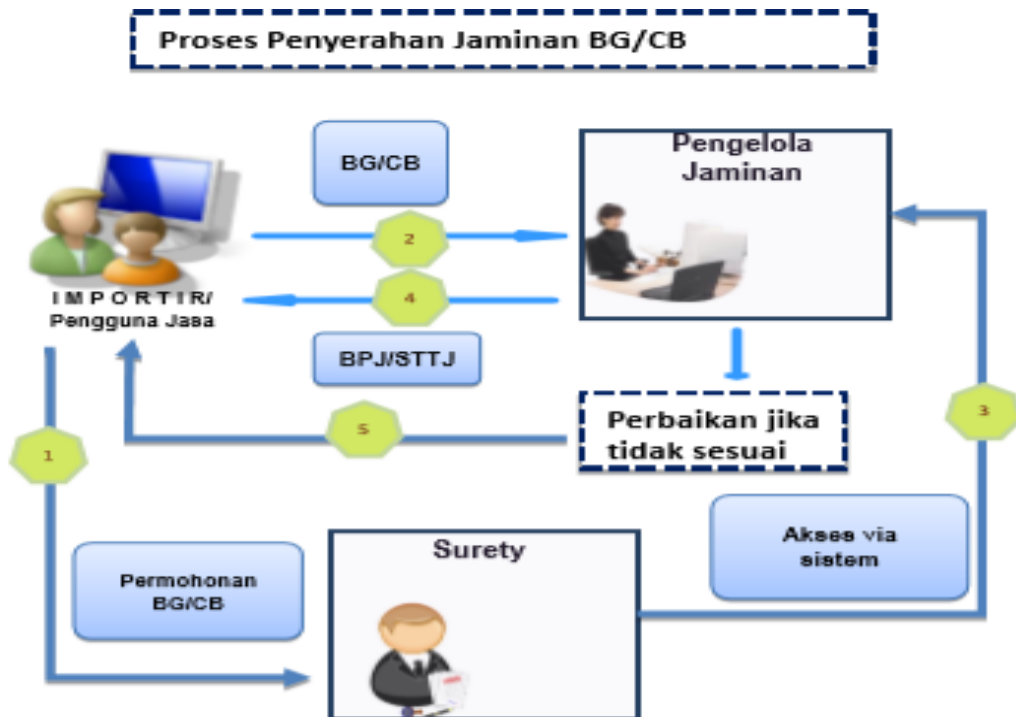 Proses Penyerahan Jaminan BG/CB
BG/CB
Pengelola
Jaminan
2
4
IMPORTIR/
Pengguna Jasa
BPJ/STTJ
3
Perbaikan jika
tidak sesuai
5
1
Akses via
sistem
Surety
Permohonan
BG/CB